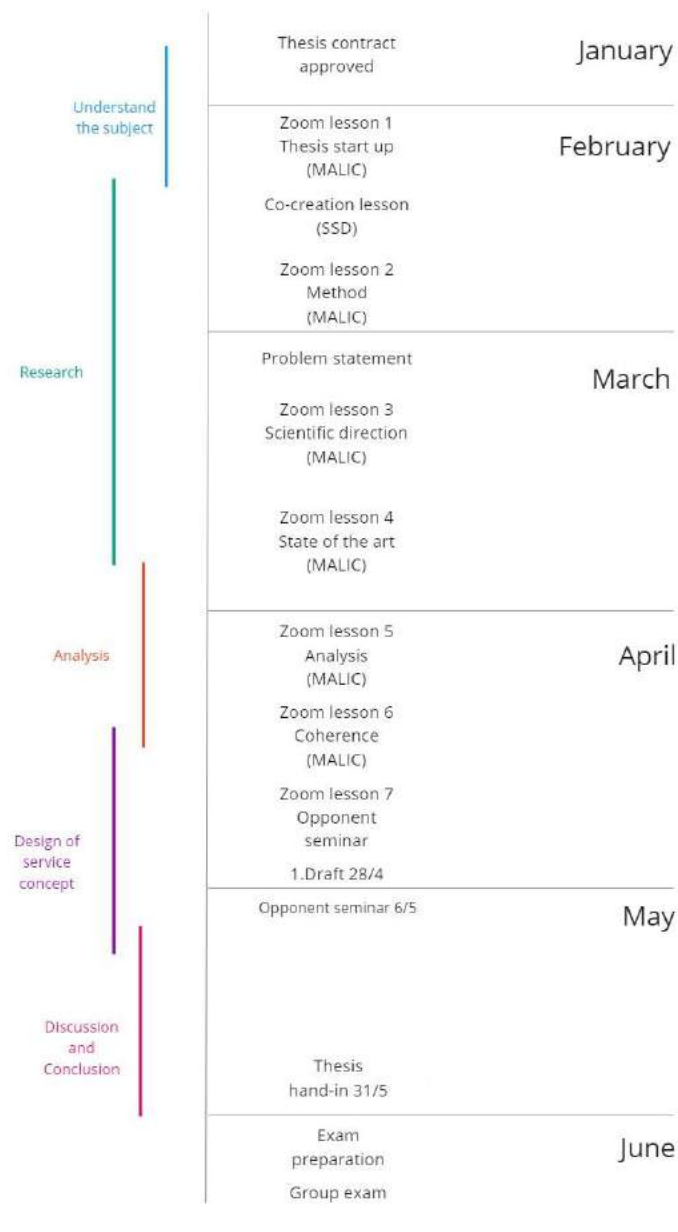 Thesis contract
approved
January
Understand
the subject
Zoom lesson 1
Thesis start up
(MALIC)
February
Co-creation lesson
(SSD)
Zoom lesson 2
Method
(MALIC)
Research
Problem statement
March
Zoom lesson 3
Scientific direction
(MALIC)
Zoom lesson 4
State of the art
(MALIC)
Analysis
Zoom lesson 5
Analysis
(MALIC)
April
Zoom lesson 6
Coherence
(MALIC)
Zoom lesson 7
Opponent
seminar
1.Draft 28/4
Design of
service
concept
Opponent seminar 6/5
May
Discussion
and
Conclusion
Thesis
hand-in 31/5
Exam
preparation
June
Group exam